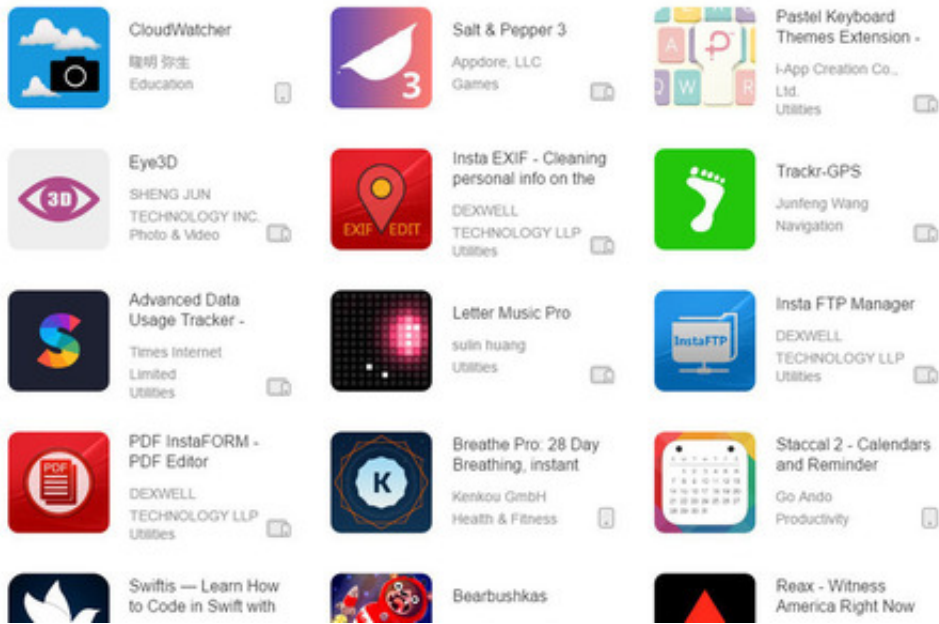 CloudWatcher
Education
Salt & Pepper 3
Appdore, LLC
Games
3
Pastel Keyboard
Themes Extension -
i-App Creation Co.,
Ltd.
Utilities
A
P
Q W R
Eye3D
SHENG JUN
TECHNOLOGY INC.
Photo & Video
3D
Insta EXIF - Cleaning
personal info on the
DEXWELL
TECHNOLOGY LLP
Utilities
EXIF EDIT
Trackr-GPS
Junfeng Wang
Navigation
Advanced Data
Usage Tracker -
Times Internet
Limited
Utilities
S
Letter Music Pro
sulin huang
Utilities
Insta FTP Manager
DEXWELL
TECHNOLOGY LLP
Utilities
InstaFTP
PDF InstaFORM -
PDF Editor
DEXWELL
TECHNOLOGY LLP
Utilities
PDF
Breathe Pro: 28 Day
Breathing, instant
Kenkou GmbH
Health & Fitness
K
Staccal 2 - Calendars
and Reminder
Go Ando
Productivity
Swiftis — Learn How
to Code in Swift with
Bearbushkas
Reax - Witness
America Right Now